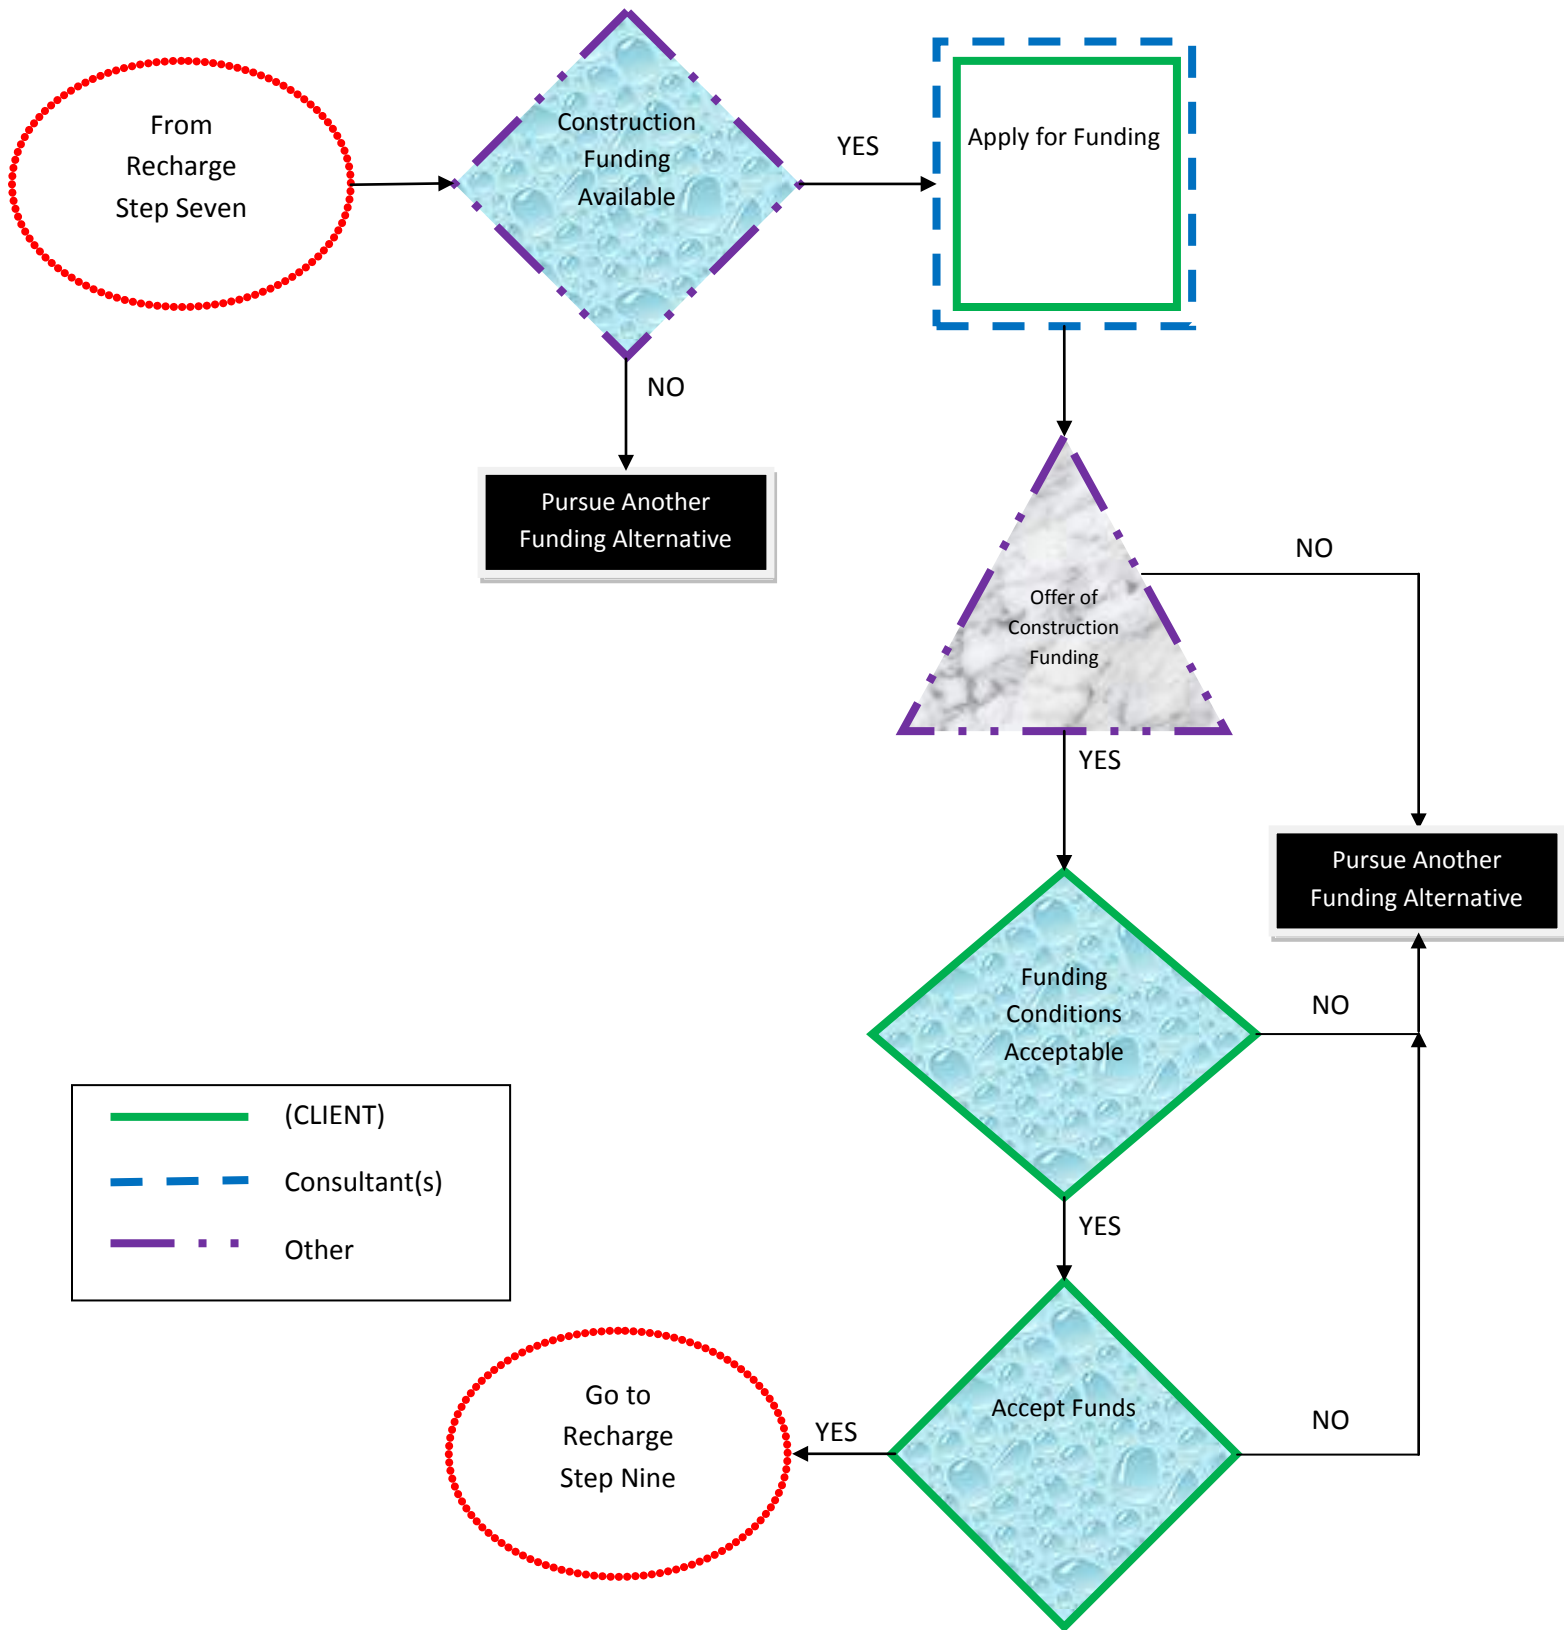 From
Recharge
Step Seven
Construction
Funding
Available
YES
Apply for Funding
NO
Pursue Another
Funding Alternative
Offer of
Construction
Funding
NO
YES
Pursue Another
Funding Alternative
Funding
Conditions
Acceptable
NO
YES
(CLIENT)
Consultant(s)
Other
Accept Funds
NO
YES
Go to
Recharge
Step Nine